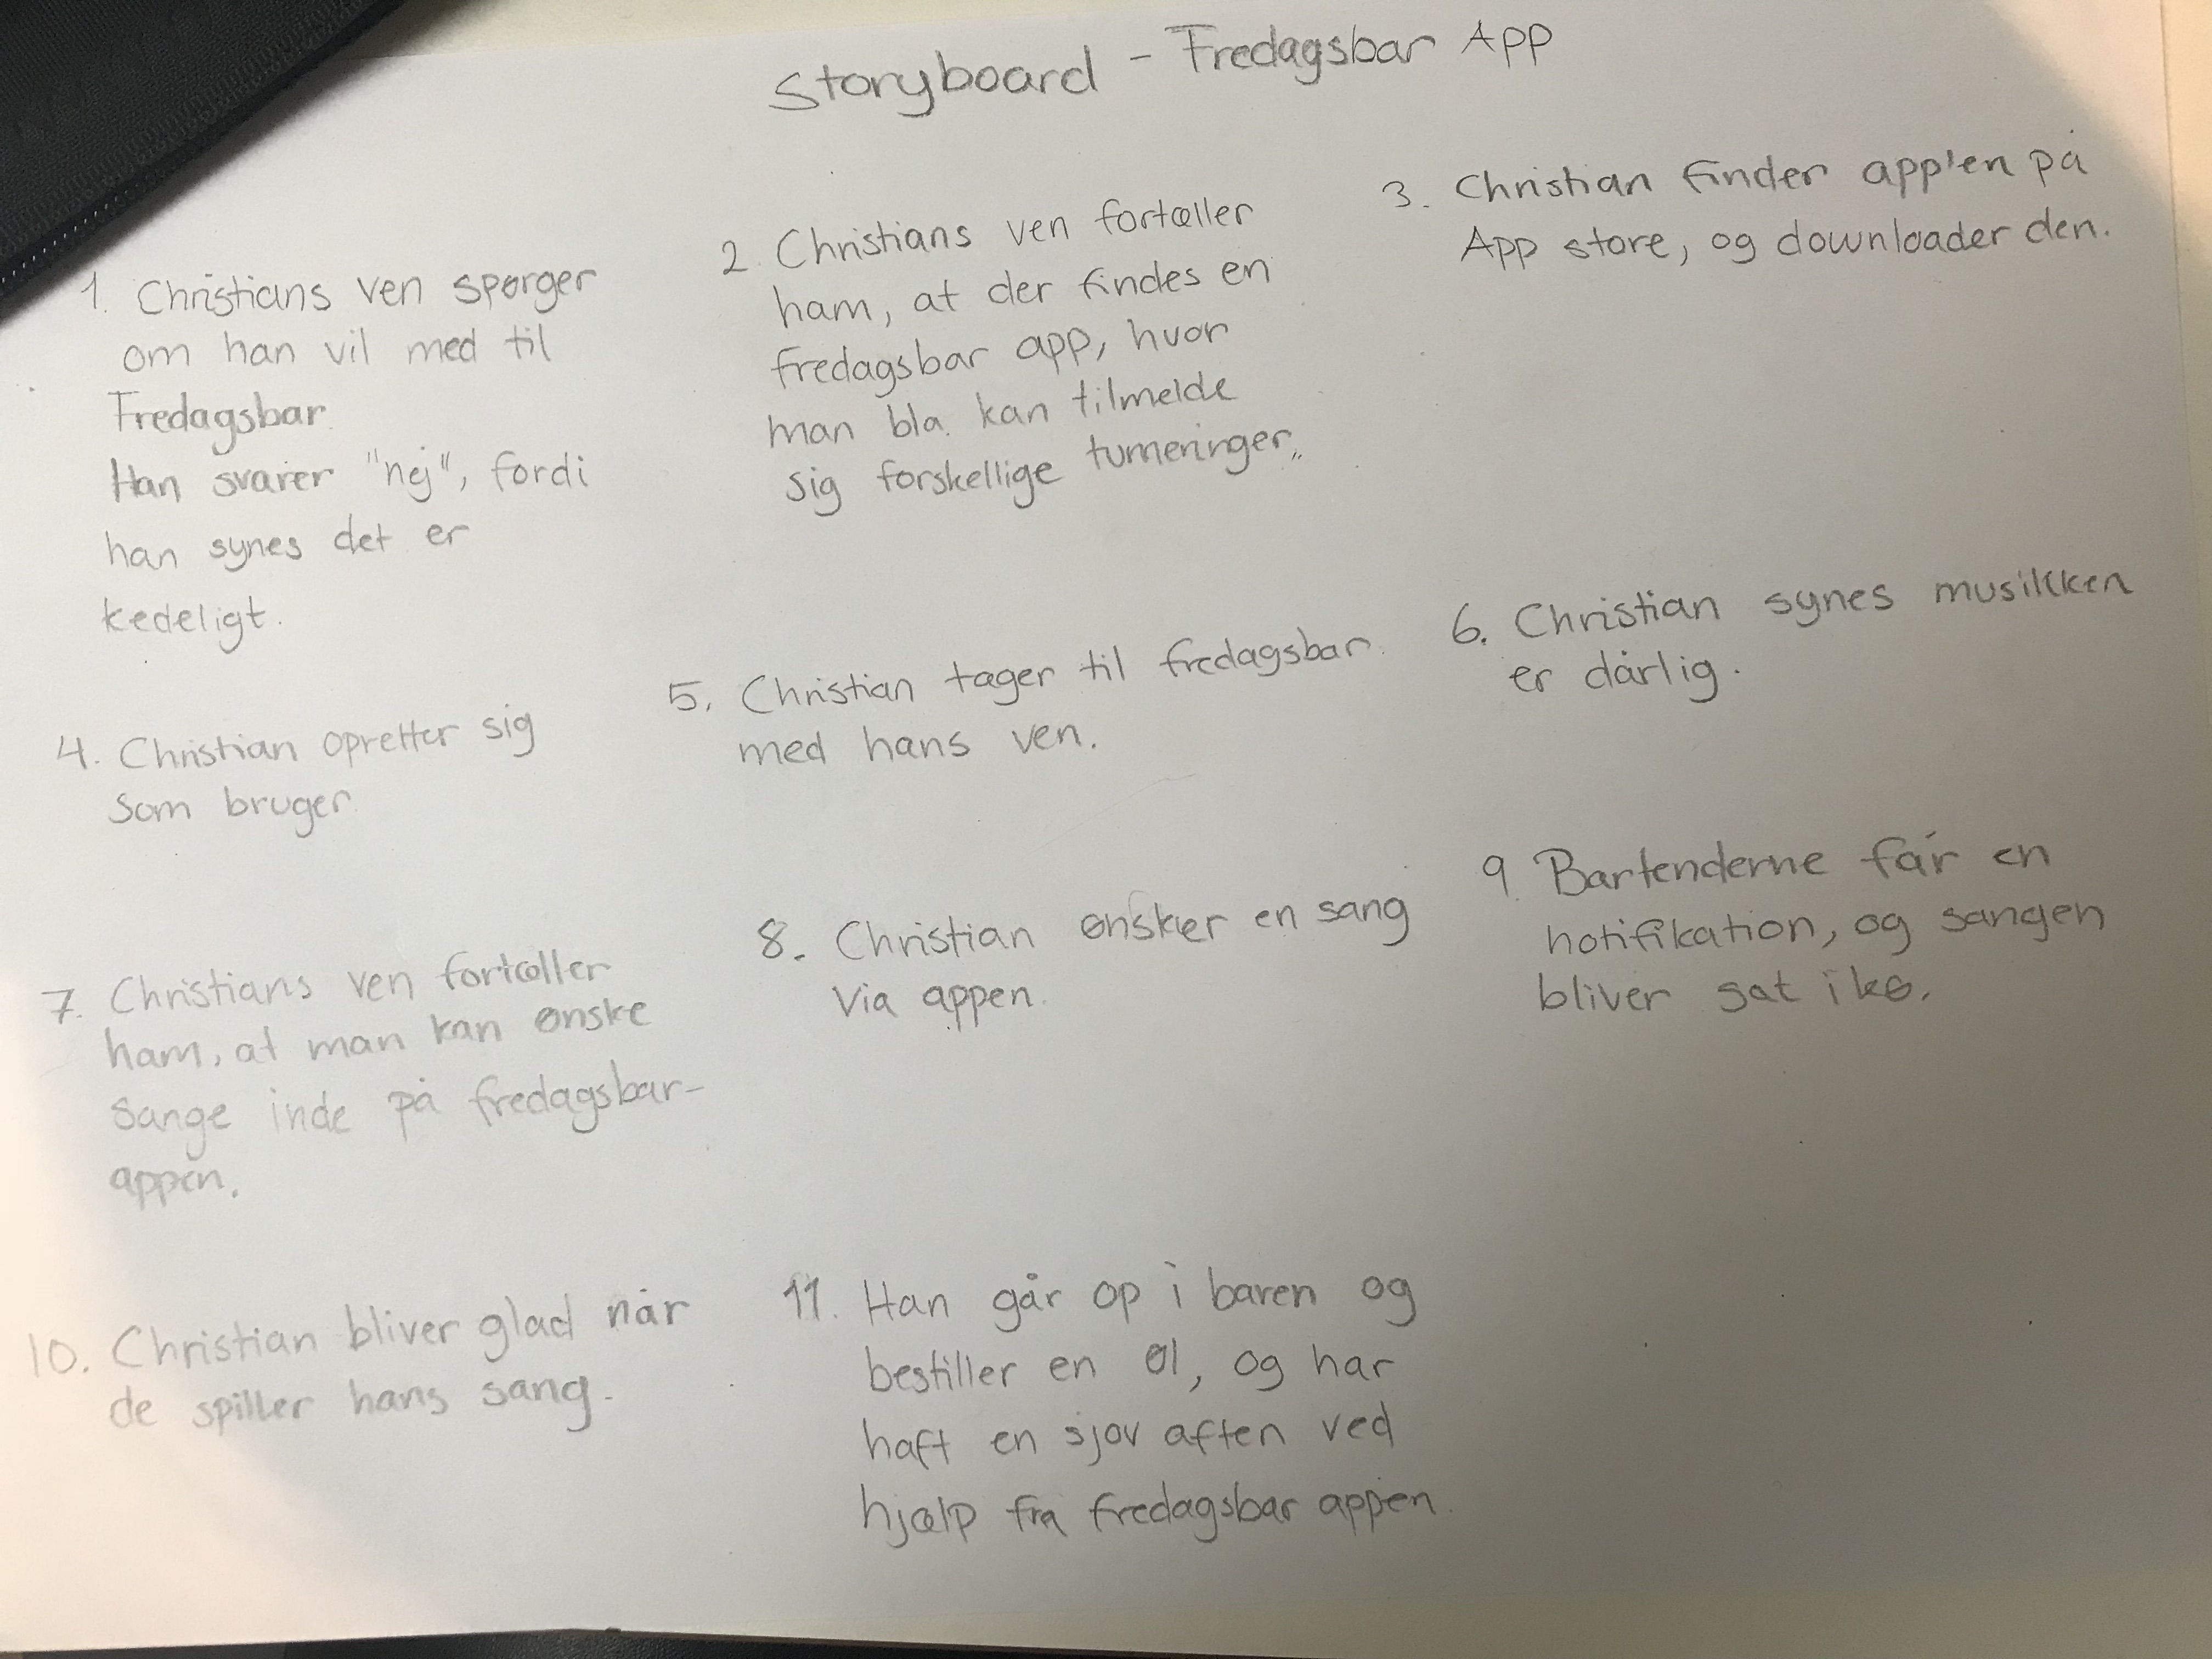 Storyboard - Fredagsbar App
1. Christians ven spørger
om han vil med til
Fredagsbar.
Han svarer "nej", fordi
han synes det er
kedeligt.
2. Christians ven fortæller
ham, at der findes en
fredagsbar app, hvor
man bla. kan tilmelde
sig forskellige turneringer.
3. Christian finder app'en på
App store, og downloader den.
4. Christian opretter sig
som bruger.
5. Christian tager til fredagsbar
med hans ven.
6. Christian synes musikken
er dårlig.
7. Christians ven fortæller
ham, at man kan ønske
sange inde på fredagsbar-
appen.
8. Christian ønsker en sang
via appen.
9. Bartenderne får en
notifikation, og sangen
bliver sat i kø.
10. Christian bliver glad når
de spiller hans sang.
11. Han går op i baren og
bestiller en øl, og har
haft en sjov aften ved
hjælp fra fredagsbar appen.